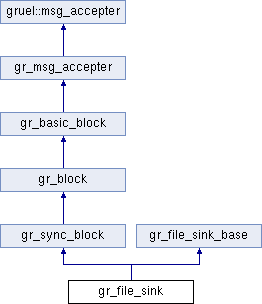 gruel::msg_accepter
gr_msg_accepter
gr_basic_block
gr_block
gr_sync_block
gr_file_sink_base
gr_file_sink